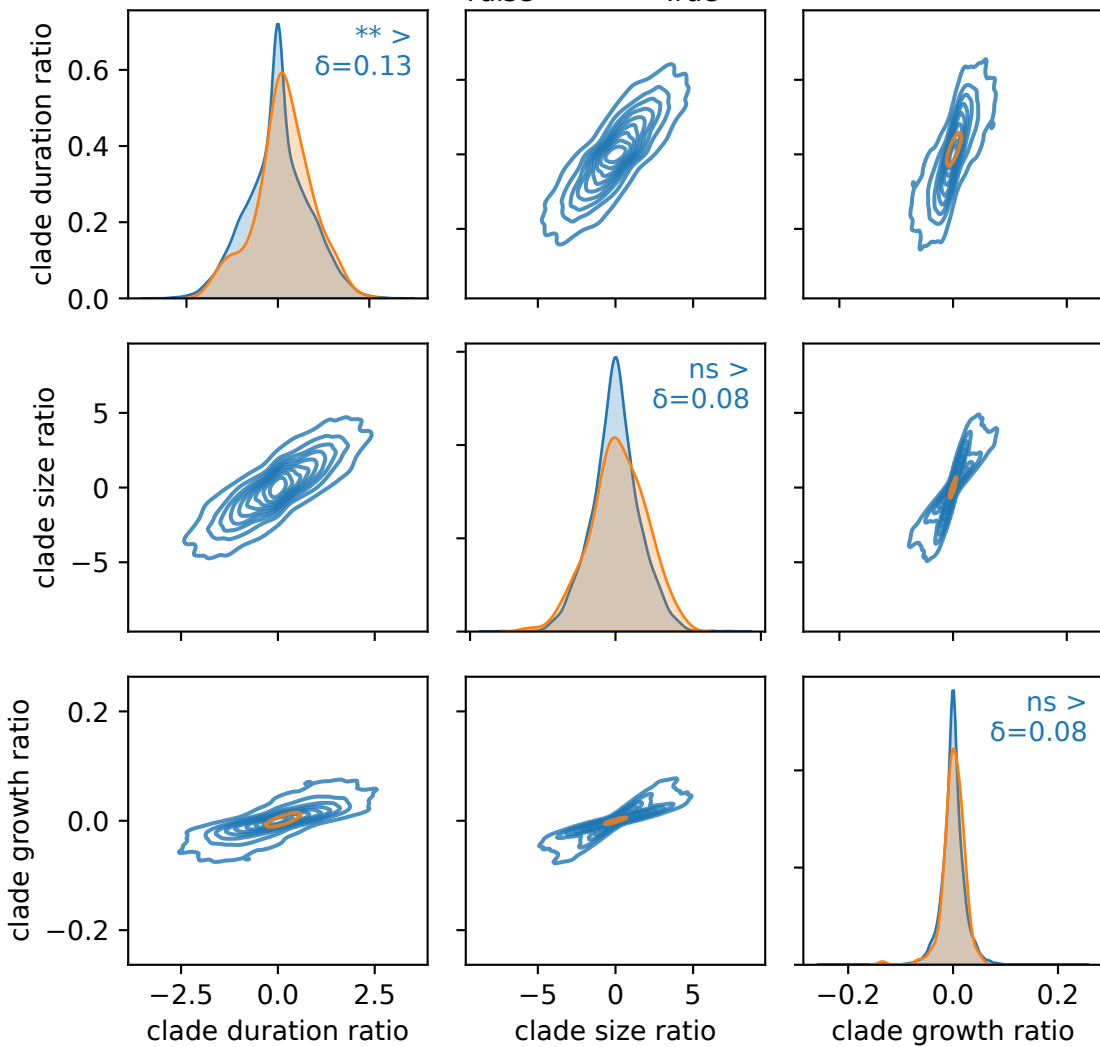 False True
clade duration ratio
0.6
0.4
0.2
0.0
** >
δ=0.13
clade size ratio
5
0
−5
ns >
δ=0.08
clade growth ratio
0.2
0.0
−0.2
ns >
δ=0.08
−2.5 0.0 2.5
−5 0 5
−0.2 0.0 0.2
clade duration ratio
clade size ratio
clade growth ratio